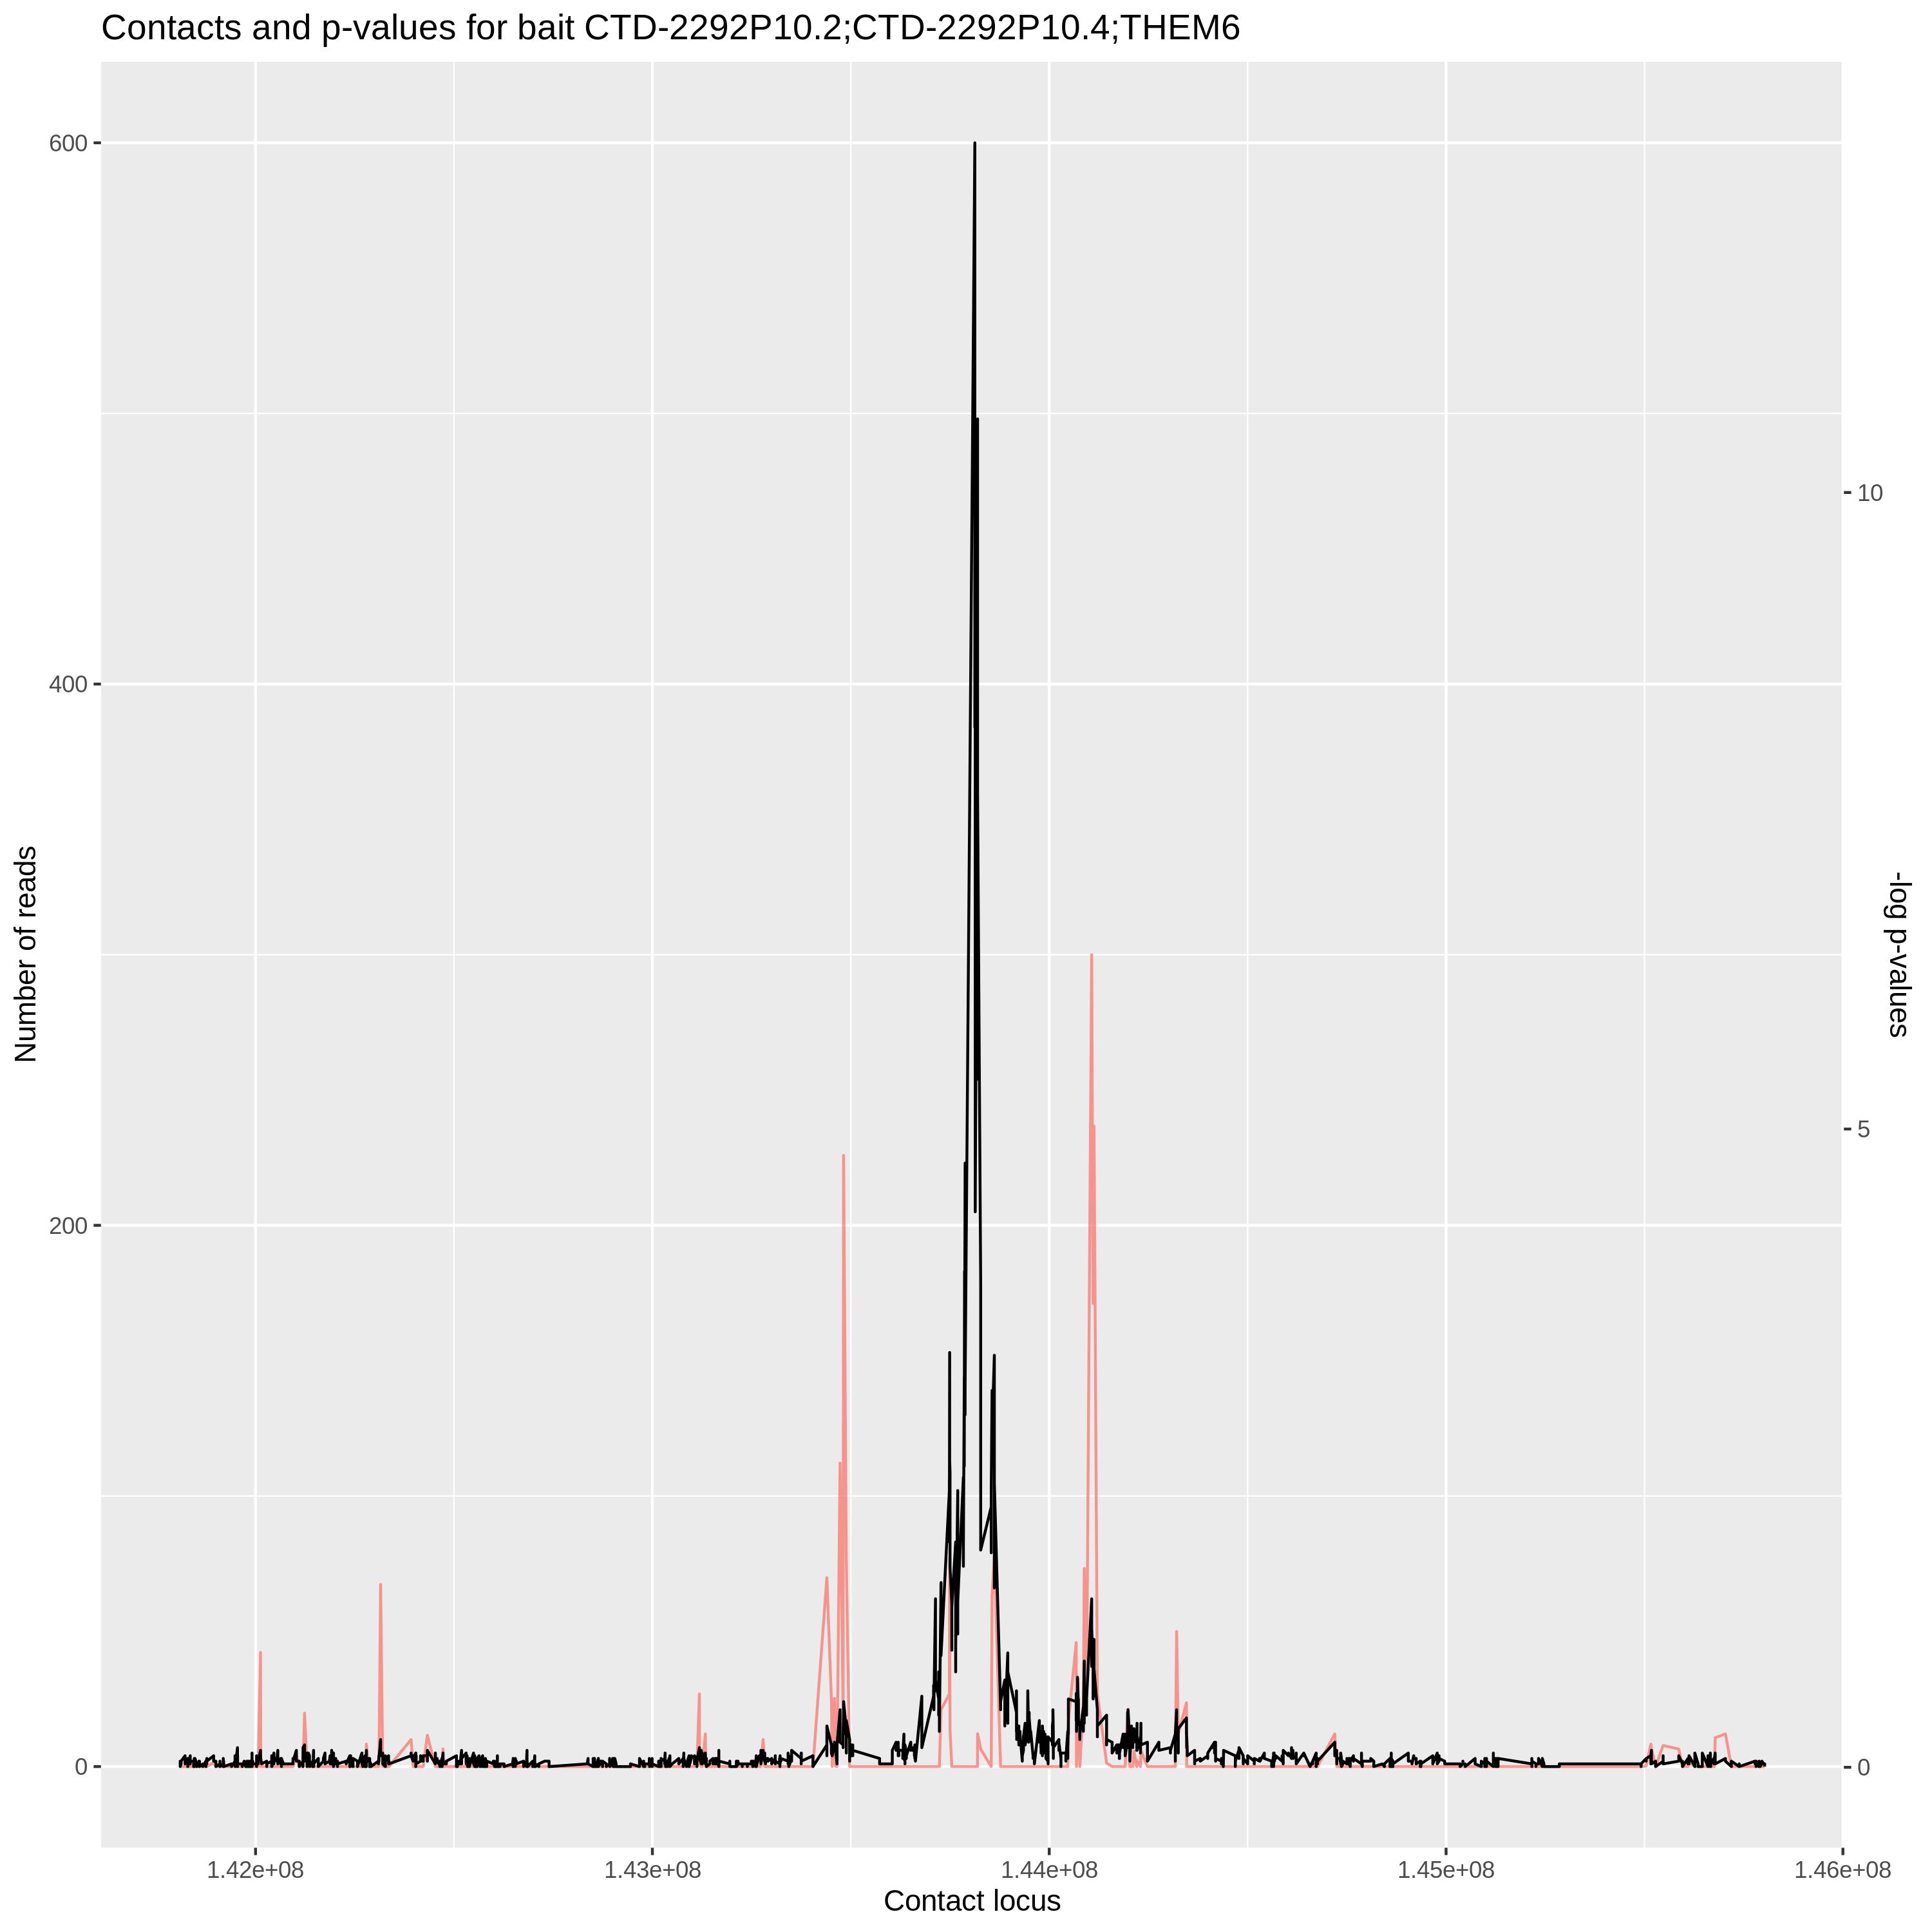 Contacts and p-values for bait CTD-2292P10.2;CTD-2292P10.4;THEM6
600
400
200
0
Number of reads
10
5
0
-log p-values
1.42e+08
1.43e+08
1.44e+08
1.45e+08
1.46e+08
Contact locus